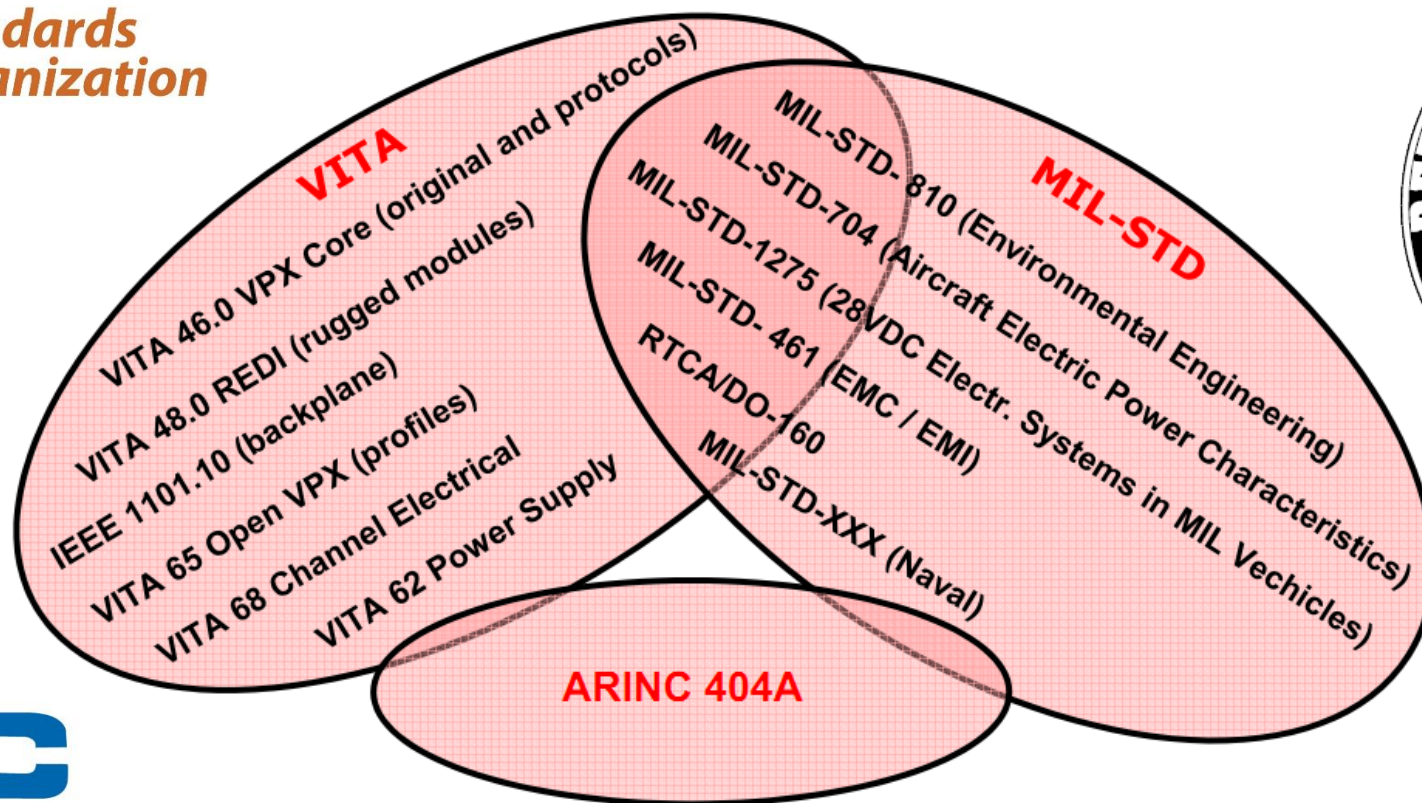 dards
anization
VITA
VITA 46.0 VPX Core (original and protocols)
VITA 48.0 REDI (rugged modules)
IEEE 1101.10 (backplane)
VITA 65 Open VPX (profiles)
VITA 68 Channel Electrical
VITA 62 Power Supply
MIL-STD
MIL-STD- 810 (Environmental Engineering)
MIL-STD-704 (Aircraft Electric Power Characteristics)
MIL-STD-1275 (28VDC Electr. Systems in MIL Vechicles)
MIL-STD- 461 (EMC / EMI)
RTCA/DO-160
MIL-STD-XXX (Naval)
ARINC 404A